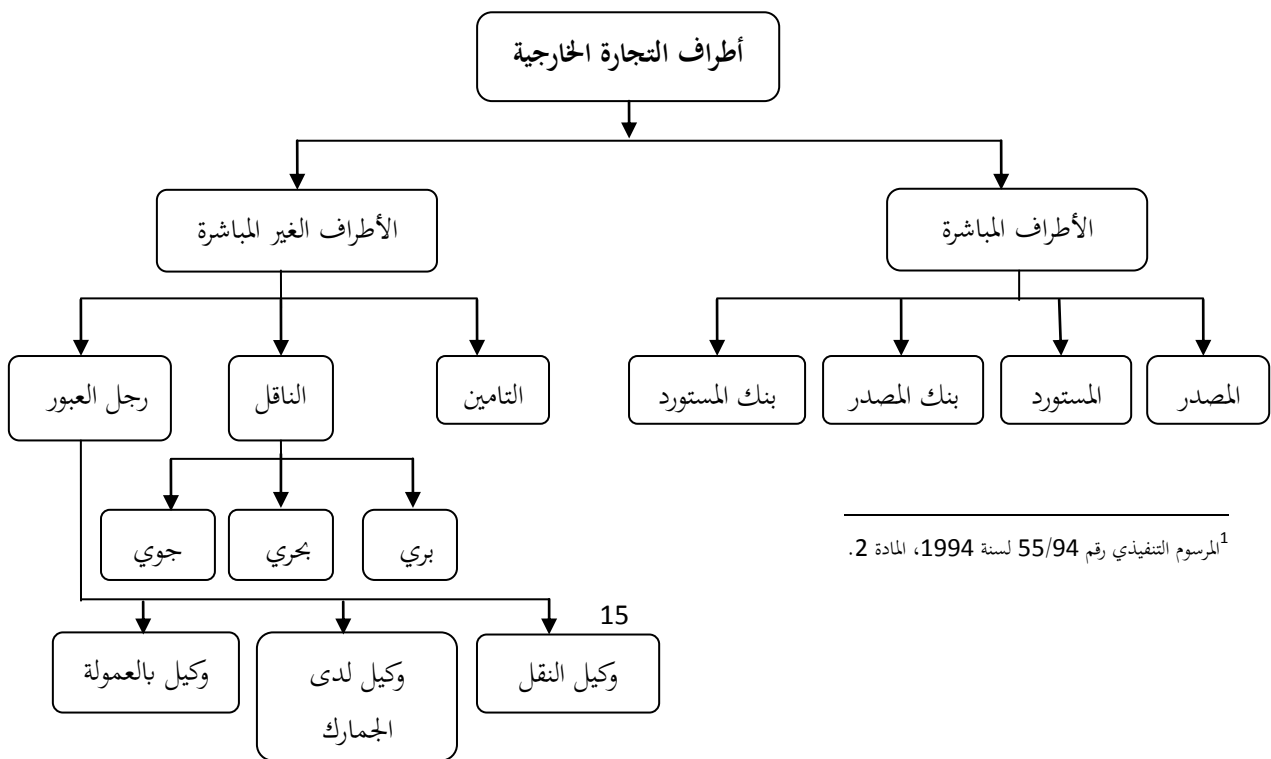 أطراف التجارة الخارجية
الأطراف المباشرة
الأطراف الغير المباشرة
المصدر
المستورد
بنك المصدر
بنك المستورد
التامين
الناقل
رجل العبور
بري
بحري
جوي
1المرسوم التنفيذي رقم 55/94 لسنة 1994، المادة 2.
15
وكيل النقل
وكيل لدى
الجمارك
وكيل بالعمولة